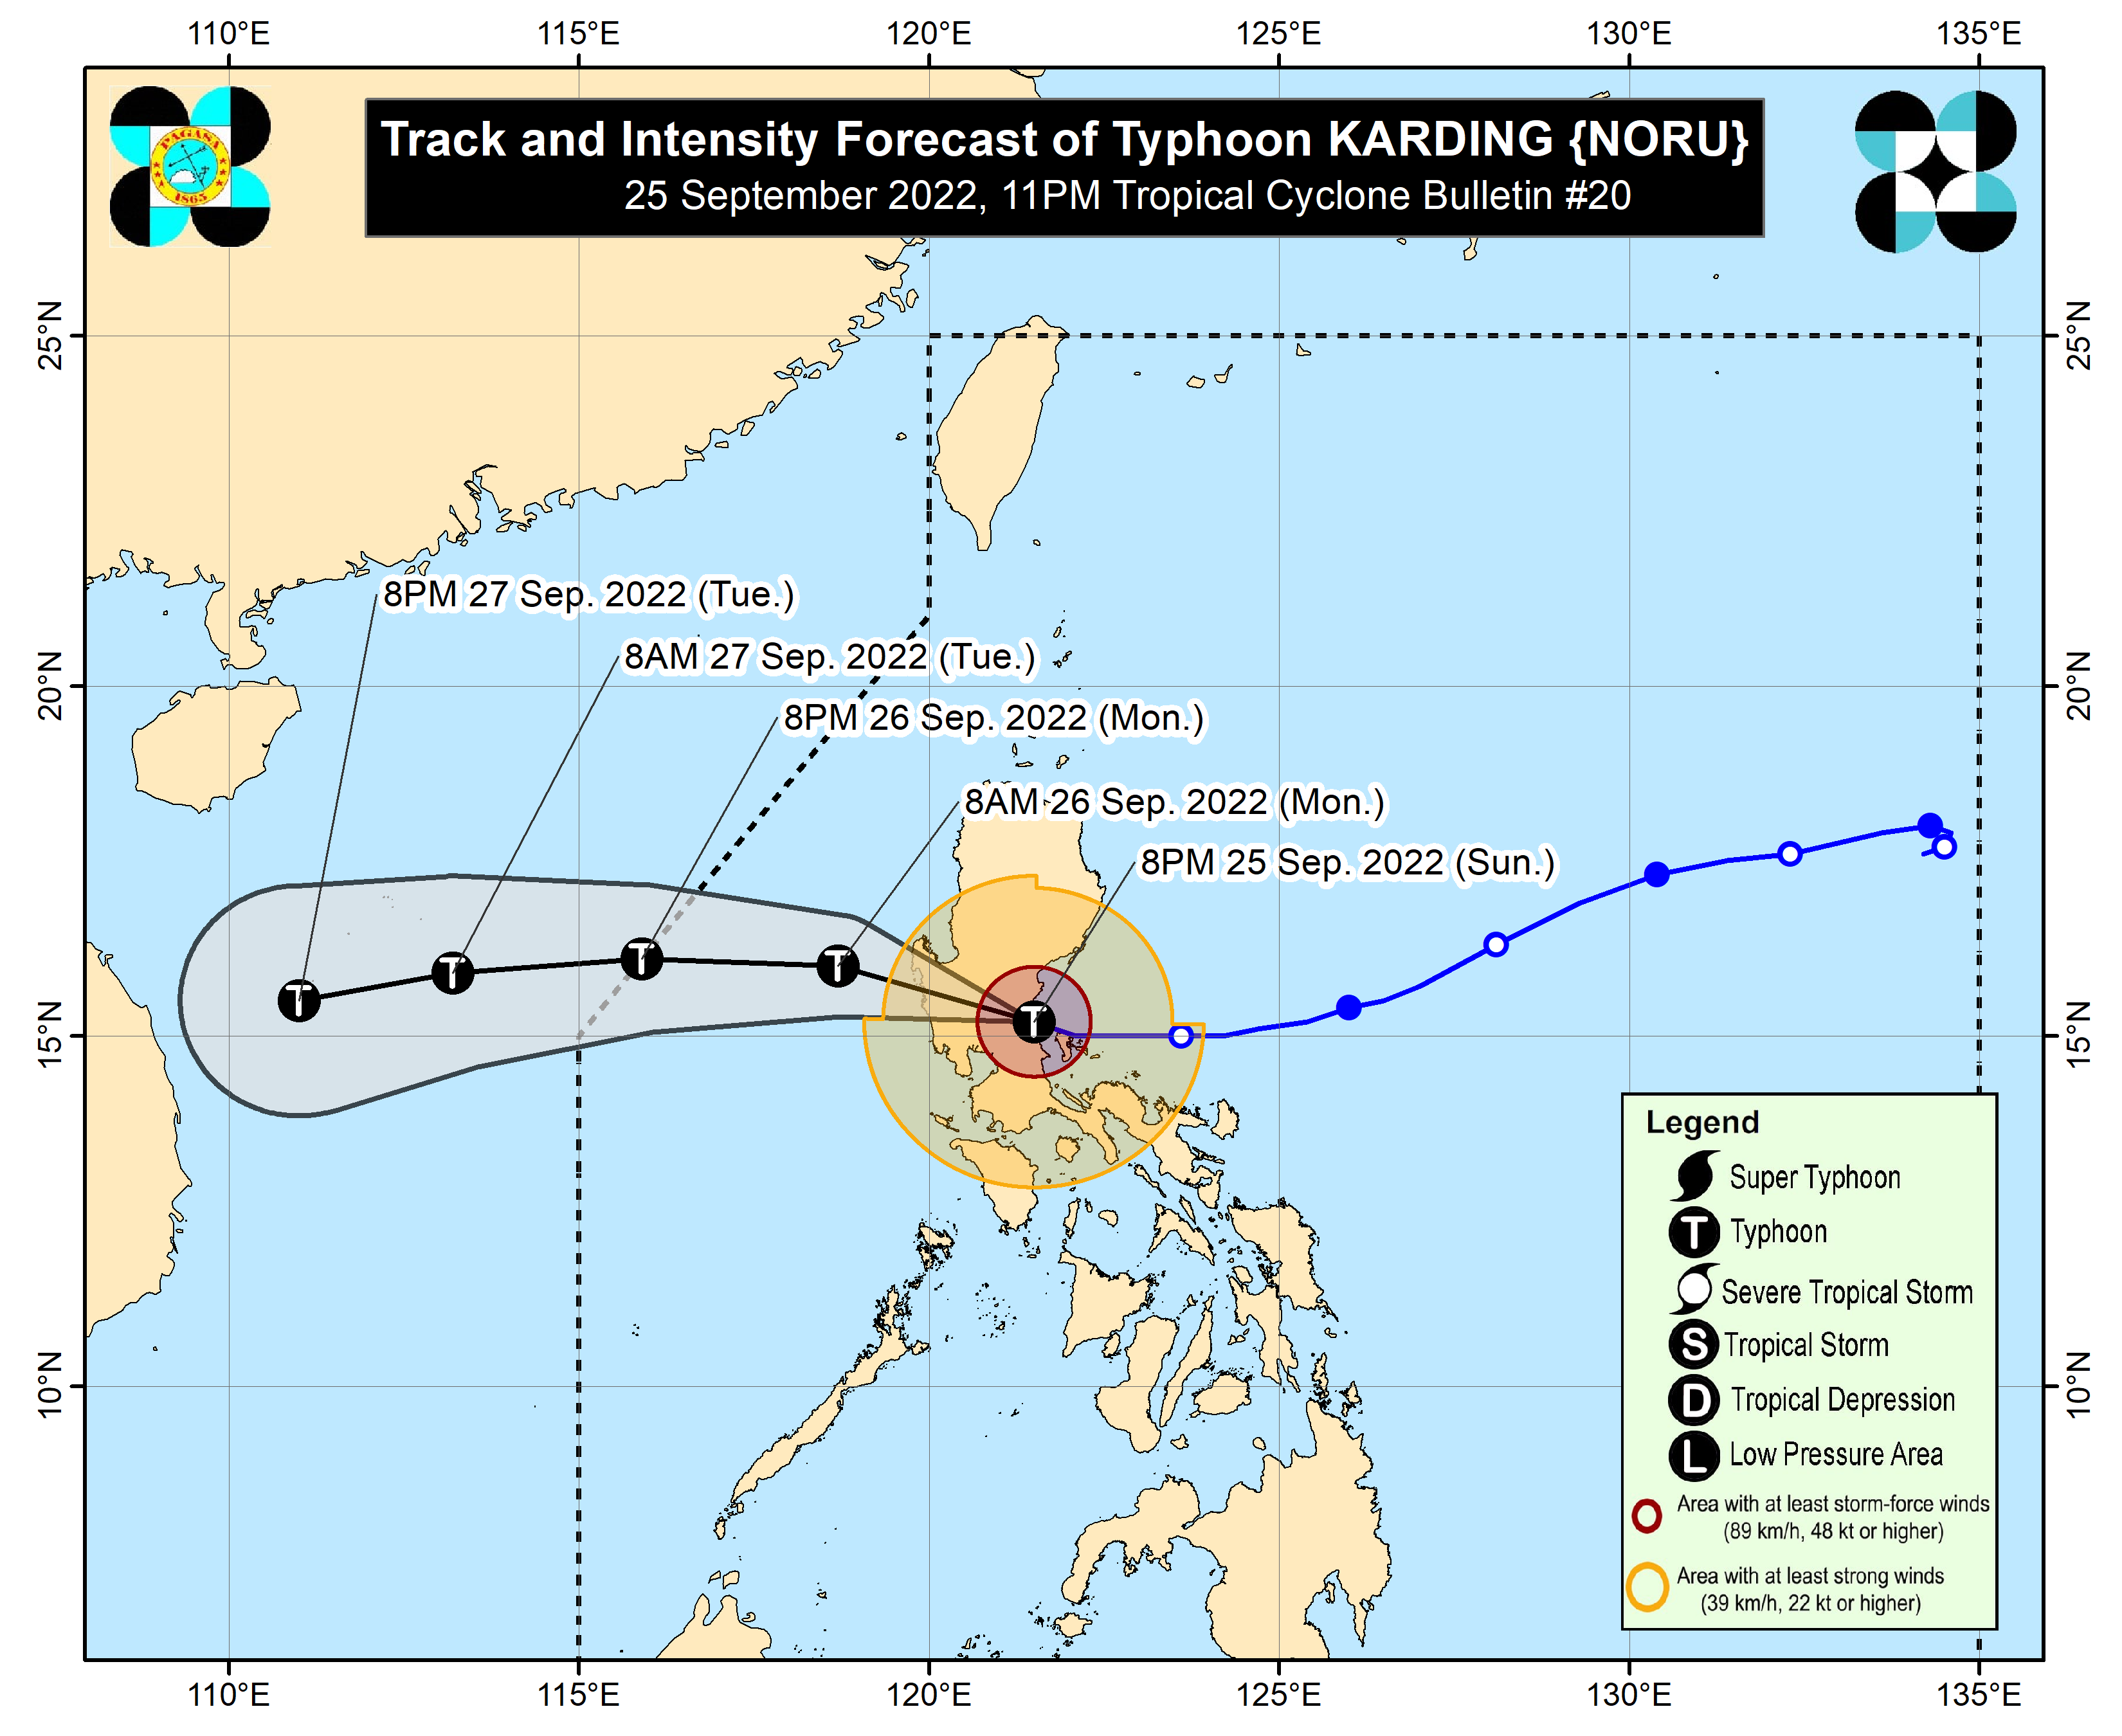 110°E 115°E 120°E 125°E 130°E 135°E
PAGASA
1865
Track and Intensity Forecast of Typhoon KARDING {NORU}
25 September 2022, 11PM Tropical Cyclone Bulletin #20
25°N 25°N
8PM 27 Sep. 2022 (Tue.)
8AM 27 Sep. 2022 (Tue.)
20°N 20°N
8PM 26 Sep. 2022 (Mon.)
8AM 26 Sep. 2022 (Mon.)
8PM 25 Sep. 2022 (Sun.)
T T T T T
15°N 15°N
Legend
Super Typhoon
T Typhoon
Severe Tropical Storm
S Tropical Storm
10°N 10°N
D Tropical Depression
L Low Pressure Area
Area with at least storm-force winds
(89 km/h, 48 kt or higher)
Area with at least strong winds
(39 km/h, 22 kt or higher)
110°E 115°E 120°E 125°E 130°E 135°E